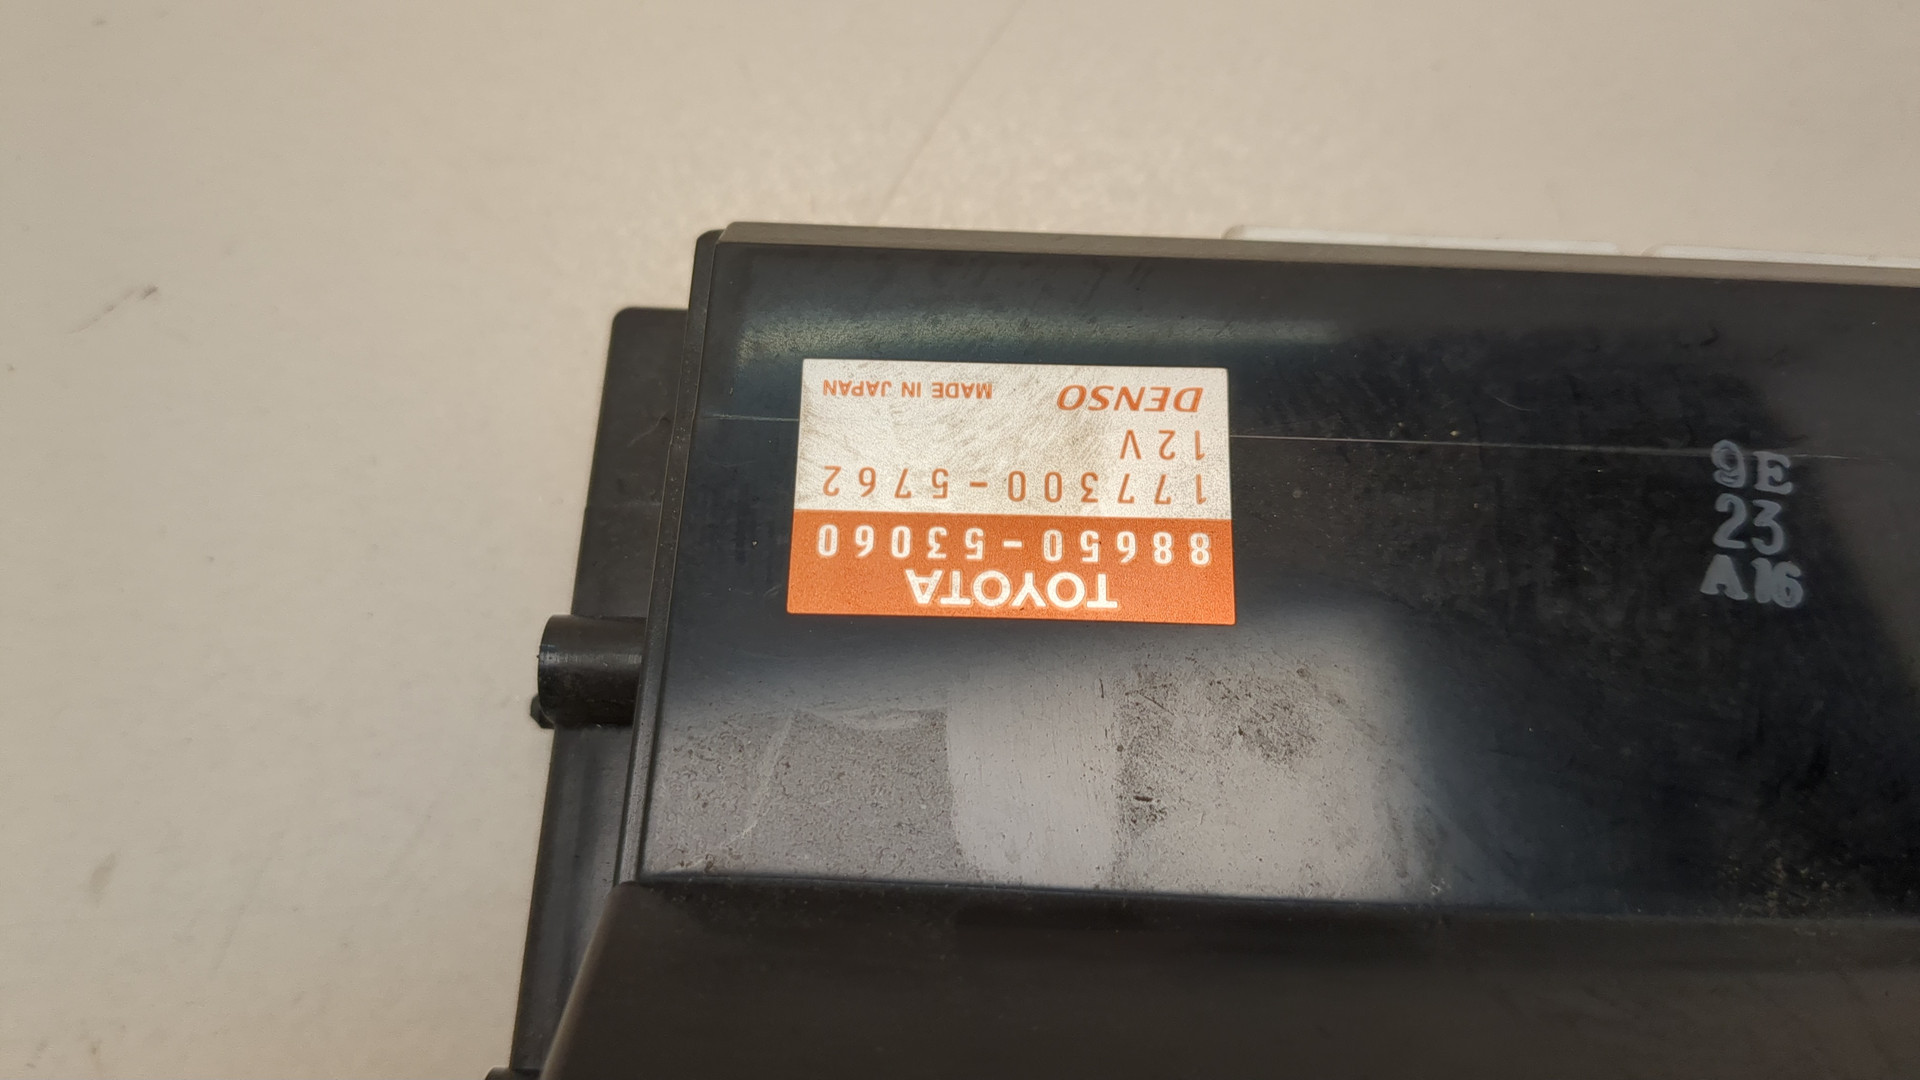 TOYOTA
88650-53060
177300-5762
12V
DENSO MADE IN JAPAN
9E
23
A16